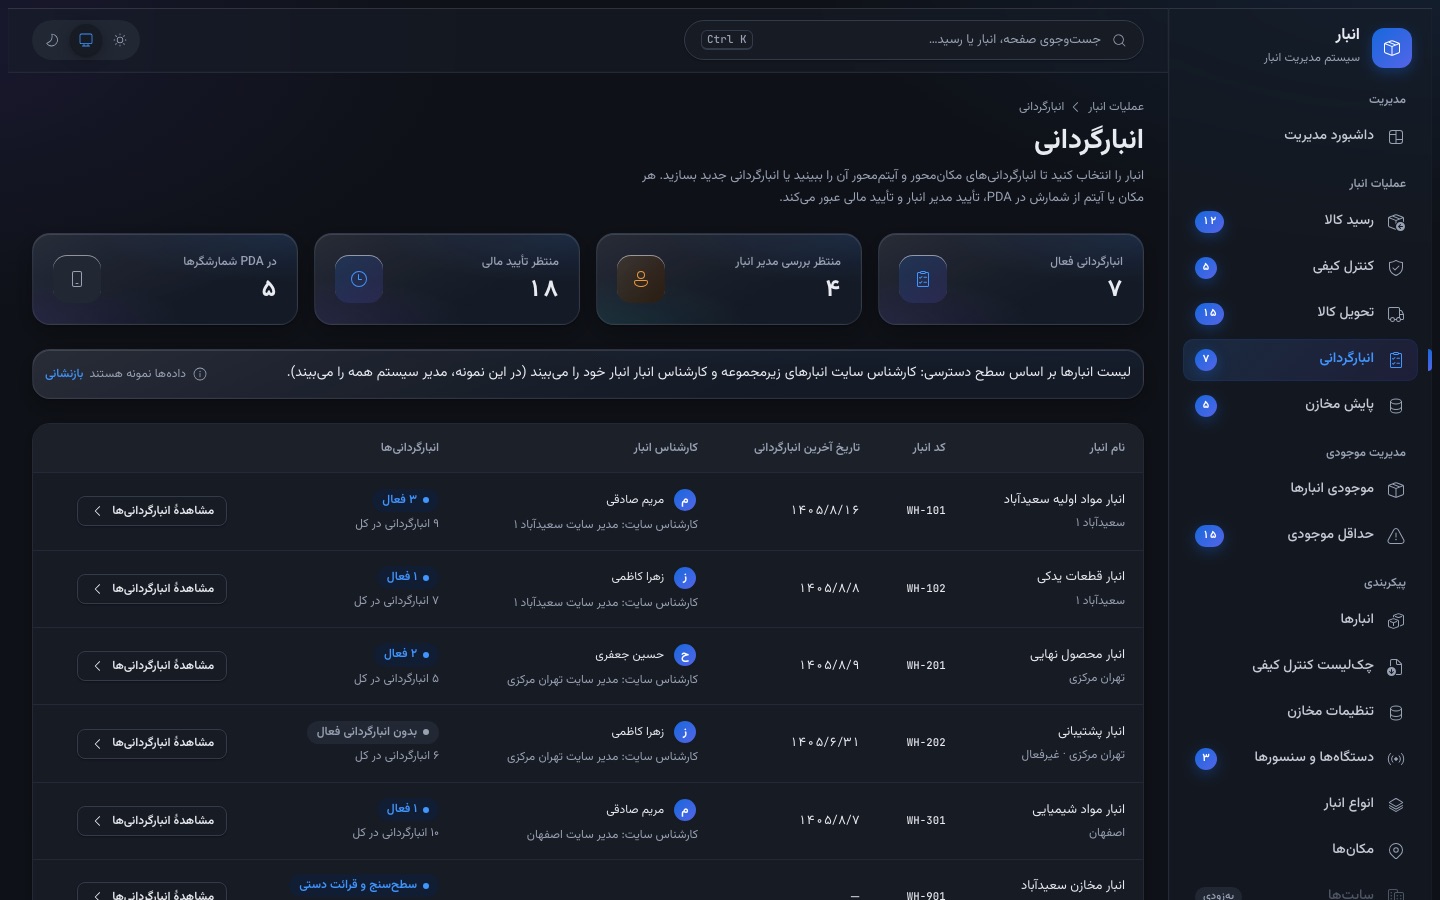 انبار
سیستم مدیریت انبار
مدیریت
داشبورد مدیریت
عملیات انبار
رسید کالا ۱۲
کنترل کیفی ۵
تحویل کالا ۱۵
انبارگردانی ۷
پایش مخازن ۵
مدیریت موجودی
موجودی انبارها
حداقل موجودی ۱۵
پیکربندی
انبارها
چک‌لیست کنترل کیفی
تنظیمات مخازن
دستگاه‌ها و سنسورها ۳
انواع انبار
مکان‌ها
سایت‌ها به‌زودی
جست‌وجوی صفحه، انبار یا رسید... Ctrl K
عملیات انبار انبارگردانی
انبارگردانی
انبار را انتخاب کنید تا انبارگردانی‌های مکان‌محور و آیتم‌محور آن را ببینید یا انبارگردانی جدید بسازید. هر
مکان یا آیتم از شمارش در PDA، تأیید مدیر انبار و تأیید مالی عبور می‌کند.
انبارگردانی فعال
۷
منتظر بررسی مدیر انبار
۴
منتظر تأیید مالی
۱۸
در PDA شمارشگرها
۵
لیست انبارها بر اساس سطح دسترسی: کارشناس سایت انبارهای زیرمجموعه و کارشناس انبار انبار خود را می‌بیند (در این نمونه، مدیر سیستم همه را می‌بیند).
داده‌ها نمونه هستند بازنشانی
نام انبار کد انبار تاریخ آخرین انبارگردانی کارشناس انبار انبارگردانی‌ها
انبار مواد اولیه سعیدآباد
سعیدآباد ۱
WH-101
۱۴۰۵/۸/۱۶
م مریم صادقی
کارشناس سایت: مدیر سایت سعیدآباد ۱
۳ فعال
۹ انبارگردانی در کل
مشاهدهٔ انبارگردانی‌ها
انبار قطعات یدکی
سعیدآباد ۱
WH-102
۱۴۰۵/۸/۸
ز زهرا کاظمی
کارشناس سایت: مدیر سایت سعیدآباد ۱
۱ فعال
۷ انبارگردانی در کل
مشاهدهٔ انبارگردانی‌ها
انبار محصول نهایی
تهران مرکزی
WH-201
۱۴۰۵/۸/۹
ح حسین جعفری
کارشناس سایت: مدیر سایت تهران مرکزی
۲ فعال
۵ انبارگردانی در کل
مشاهدهٔ انبارگردانی‌ها
انبار پشتیبانی
تهران مرکزی · غیرفعال
WH-202
۱۴۰۵/۶/۳۱
ز زهرا کاظمی
کارشناس سایت: مدیر سایت تهران مرکزی
بدون انبارگردانی فعال
۶ انبارگردانی در کل
مشاهدهٔ انبارگردانی‌ها
انبار مواد شیمیایی
اصفهان
WH-301
۱۴۰۵/۸/۷
م مریم صادقی
کارشناس سایت: مدیر سایت اصفهان
۱ فعال
۱۰ انبارگردانی در کل
مشاهدهٔ انبارگردانی‌ها
انبار مخازن سعیدآباد
WH-901
—
سطح‌سنج و قرائت دستی
مشاهدهٔ انبارگردانی‌ها